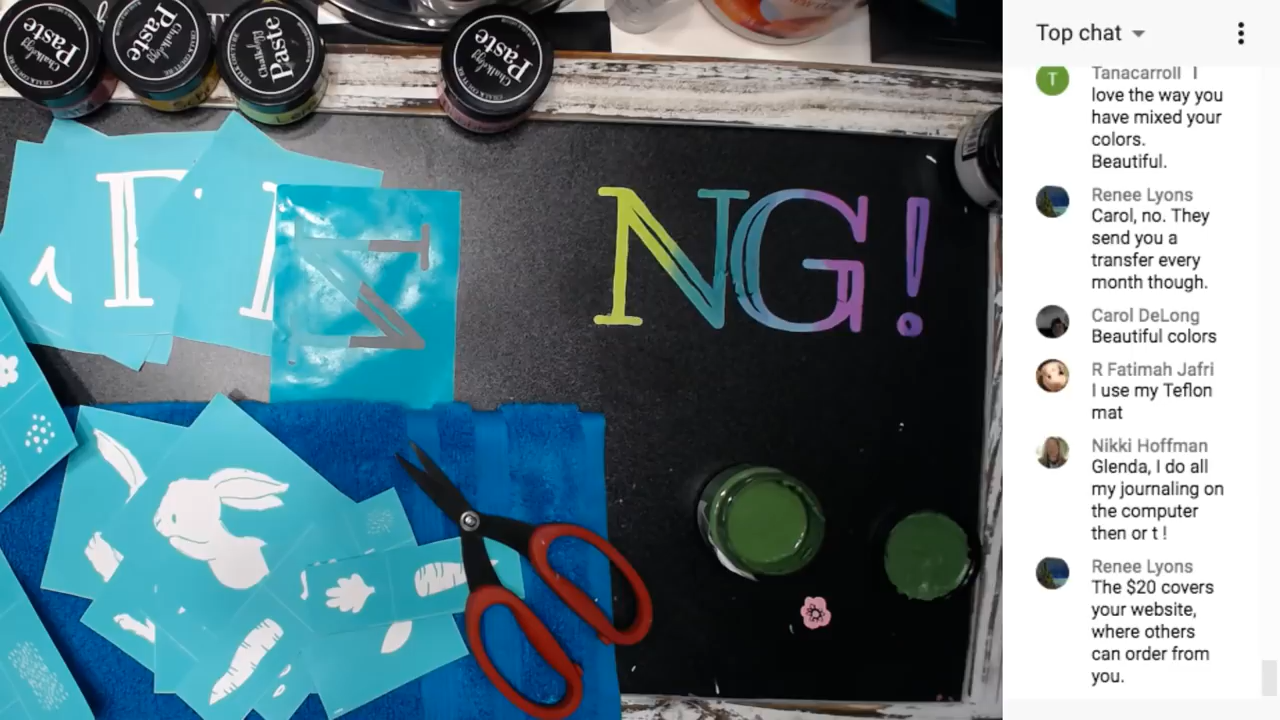 Paste
Chalkology
Paste
Chalkology
Paste
Chalkology
Paste
Chalkology
NG!
N
Top chat
T
Tanacarroll I
love the way you
have mixed your
colors.
Beautiful.
Renee Lyons
Carol, no. They
send you a
transfer every
month though.
Carol DeLong
Beautiful colors
R Fatimah Jafri
I use my Teflon
mat
Nikki Hoffman
Glenda, I do all
my journaling on
the computer
then or t !
Renee Lyons
The $20 covers
your website,
where others
can order from
you.